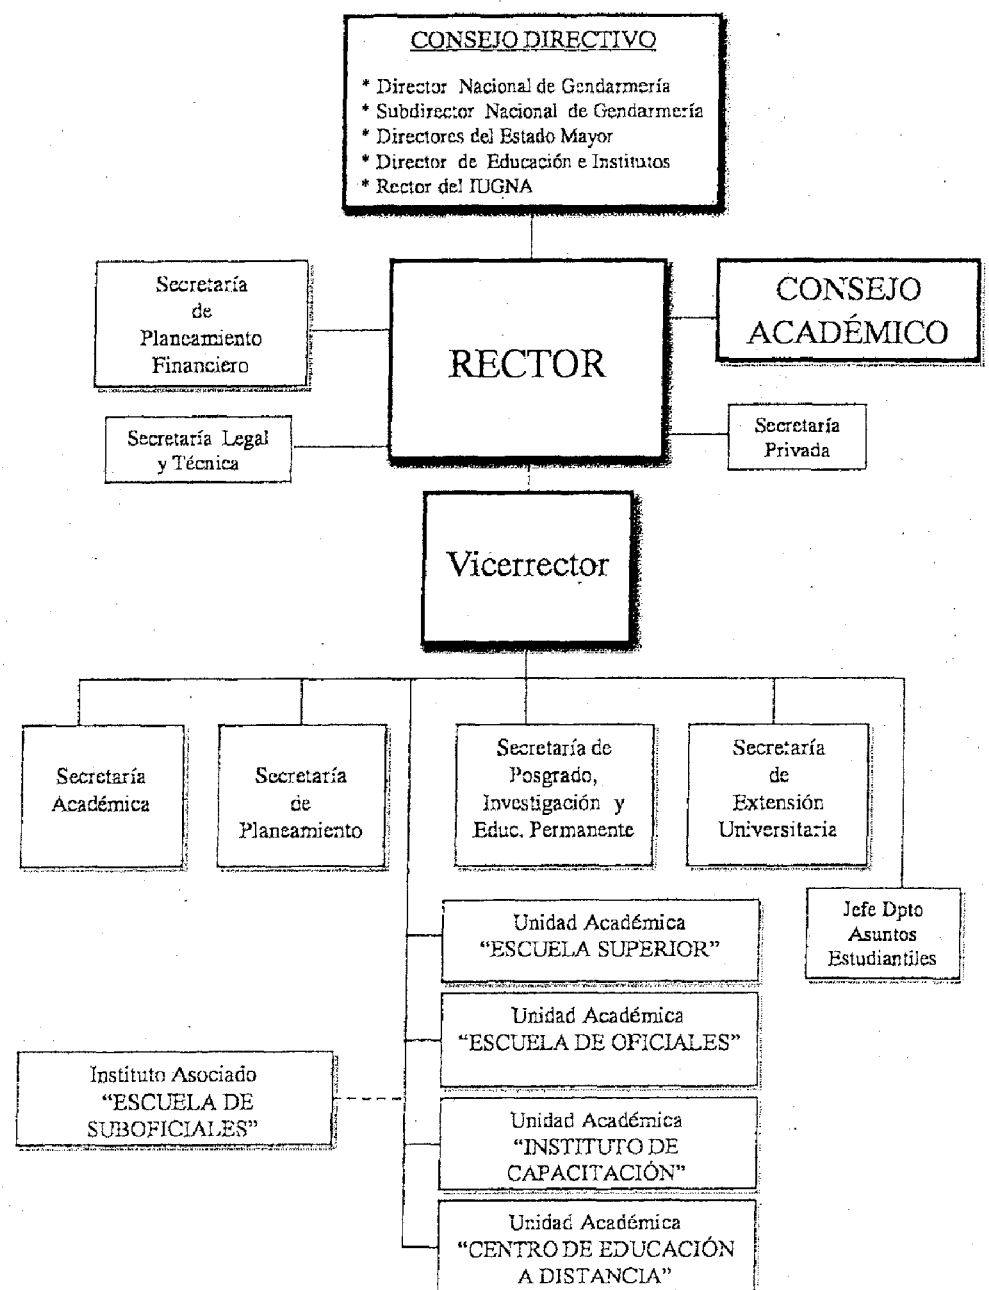 CONSEJO DIRECTIVO
* Director Nacional de Gendarmería
* Subdirector Nacional de Gendarmería
* Directores del Estado Mayor
* Director de Educación e Institutos
* Rector del IUGNA
Secretaría
de
Planeamiento
Financiero
RECTOR
CONSEJO
ACADÉMICO
Secretaría Legal
y Técnica
Secretaría
Privada
Vicerrector
Secretaría
Académica
Secretaría
de
Planeamiento
Secretaría de
Posgrado,
Investigación y
Educ. Permanente
Secretaría
de
Extensión
Universitaria
Jefe Dpto
Asuntos
Estudiantiles
Unidad Académica
“ESCUELA SUPERIOR”
Unidad Académica
“ESCUELA DE OFICIALES”
Instituto Asociado
“ESCUELA DE
SUBOFICIALES”
Unidad Académica
“INSTITUTO DE
CAPACITACIÓN”
Unidad Académica
“CENTRO DE EDUCACIÓN
A DISTANCIA”